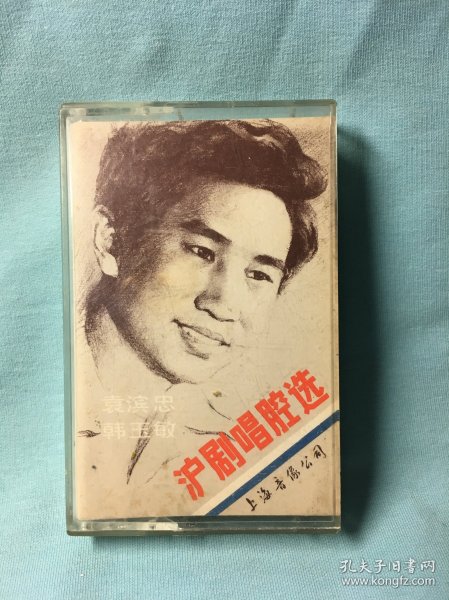 袁滨忠
韩玉敏
沪剧唱腔选
上海音像公司
孔夫子旧书网
www.kongfz.com